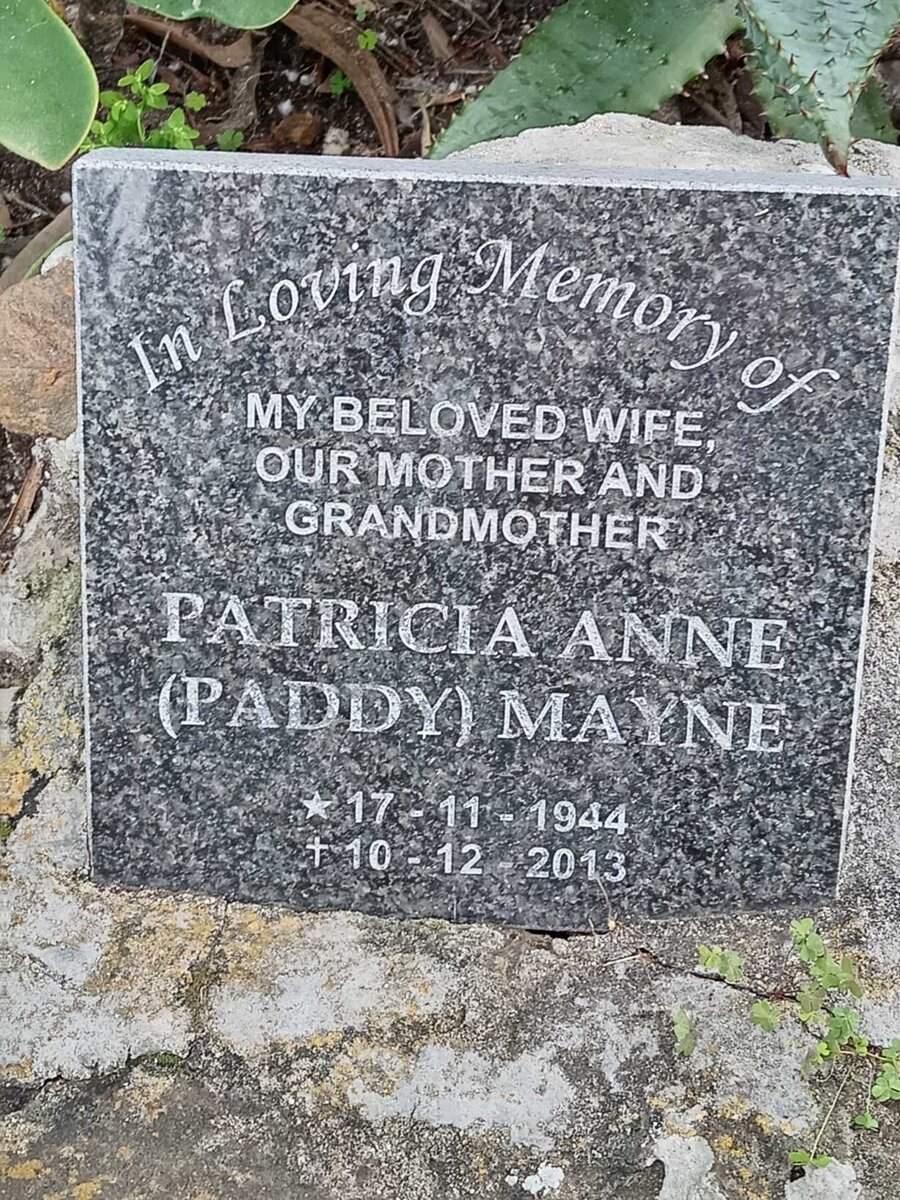 In Loving Memory of
MY BELOVED WIFE,
OUR MOTHER AND
GRANDMOTHER
PATRICIA ANNE
(PADDY) MAYNE
★ 17 - 11 - 1944
✝ 10 - 12 - 2013